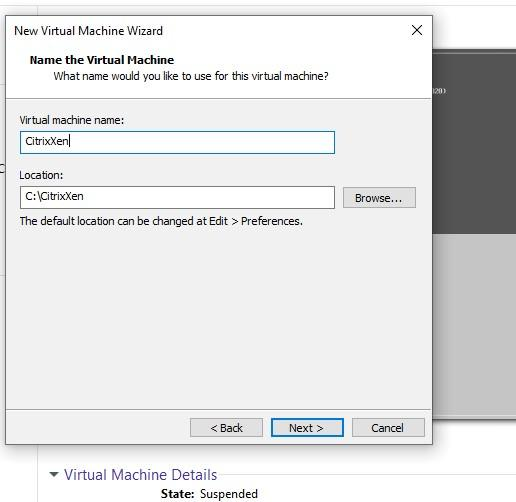 New Virtual Machine Wizard
Name the Virtual Machine
What name would you like to use for this virtual machine?
Virtual machine name:
CitrixXen
Location:
C:\CitrixXen
Browse...
The default location can be changed at Edit > Preferences.
< Back
Next >
Cancel
Virtual Machine Details
State: Suspended